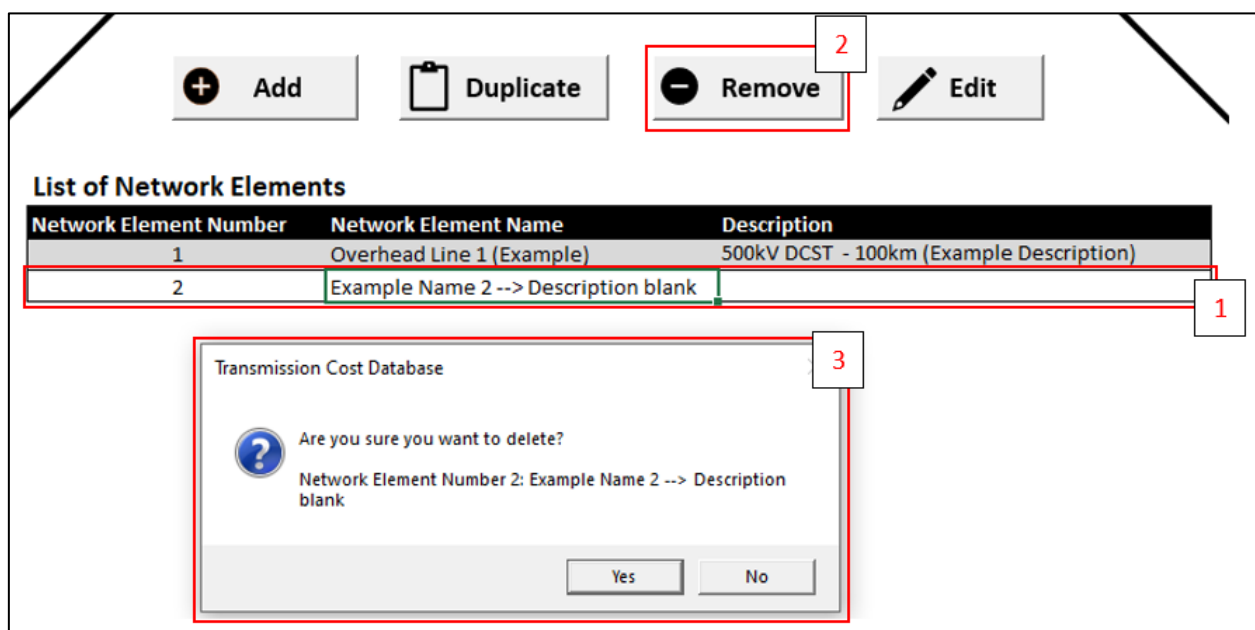 2
Add
Duplicate
Remove
Edit
List of Network Elements
Network Element Number Network Element Name Description
1 Overhead Line 1 (Example) 500kV DCST - 100km (Example Description)
2 Example Name 2 --> Description blank
1
3
Transmission Cost Database
Are you sure you want to delete?
Network Element Number 2: Example Name 2 --> Description
blank
Yes
No